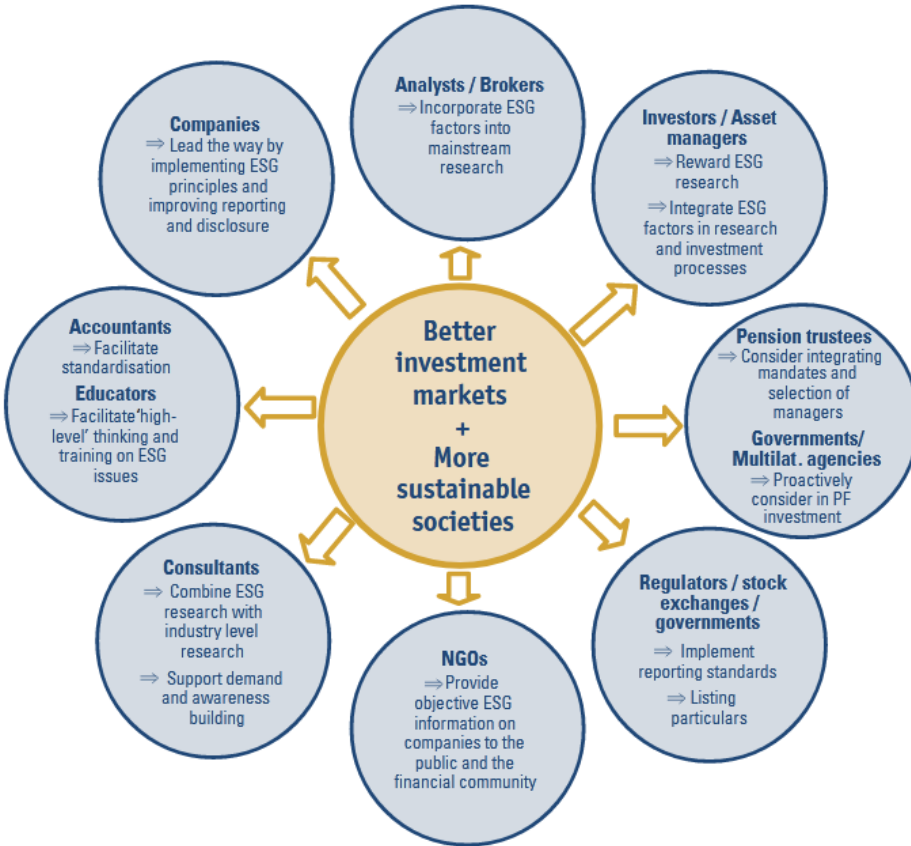 Analysts / Brokers
⇒ Incorporate ESG
factors into
mainstream
research
Investors / Asset
managers
⇒ Reward ESG
research
⇒ Integrate ESG
factors in research
and investment
processes
Pension trustees
⇒ Consider integrating
mandates and
selection of
managers
Governments/
Multilat. agencies
⇒ Proactively
consider in PF
investment
Regulators / stock
exchanges /
governments
⇒ Implement
reporting standards
⇒ Listing
particulars
NGOs
⇒ Provide
objective ESG
information on
companies to the
public and the
financial community
Consultants
⇒ Combine ESG
research with
industry level
research
⇒ Support demand
and awareness
building
Accountants
⇒ Facilitate
standardisation
Educators
⇒ Facilitate ‘high-
level’ thinking and
training on ESG
issues
Companies
⇒ Lead the way by
implementing ESG
principles and
improving reporting
and disclosure
Better
investment
markets
+
More
sustainable
societies